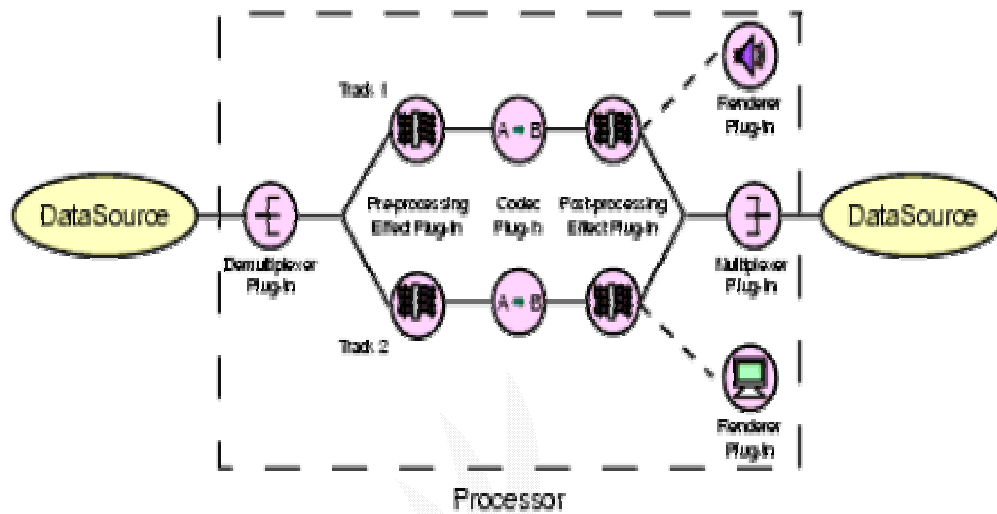 Track 1
Renderer
Plug-In
A B
DataSource
Pre-processing
Effect Plug-In
Codec
Plug-In
Post-processing
Effect Plug-In
DataSource
Demultiplexer
Plug-In
Multiplexer
Plug-In
A B
Track 2
Renderer
Plug-In
Processor